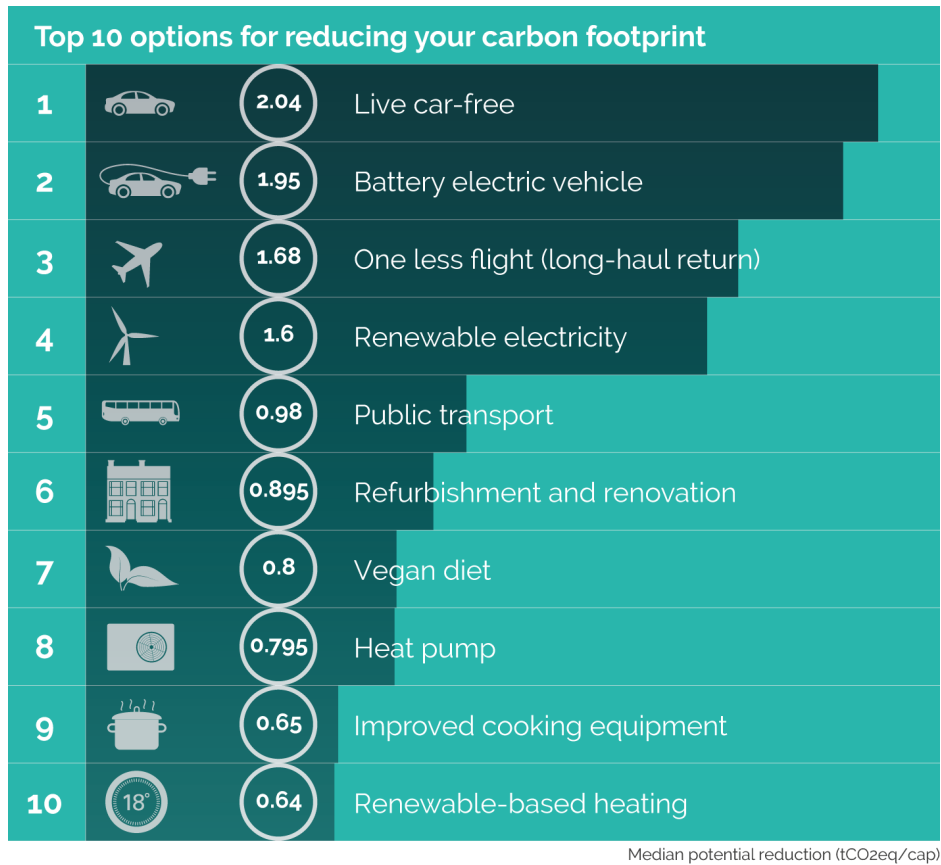 Top 10 options for reducing your carbon footprint
1 2.04 Live car-free
2 1.95 Battery electric vehicle
3 1.68 One less flight (long-haul return)
4 1.6 Renewable electricity
5 0.98 Public transport
6 0.895 Refurbishment and renovation
7 0.8 Vegan diet
8 0.795 Heat pump
9 0.65 Improved cooking equipment
10 18° 0.64 Renewable-based heating
Median potential reduction (tCO2eq/cap)